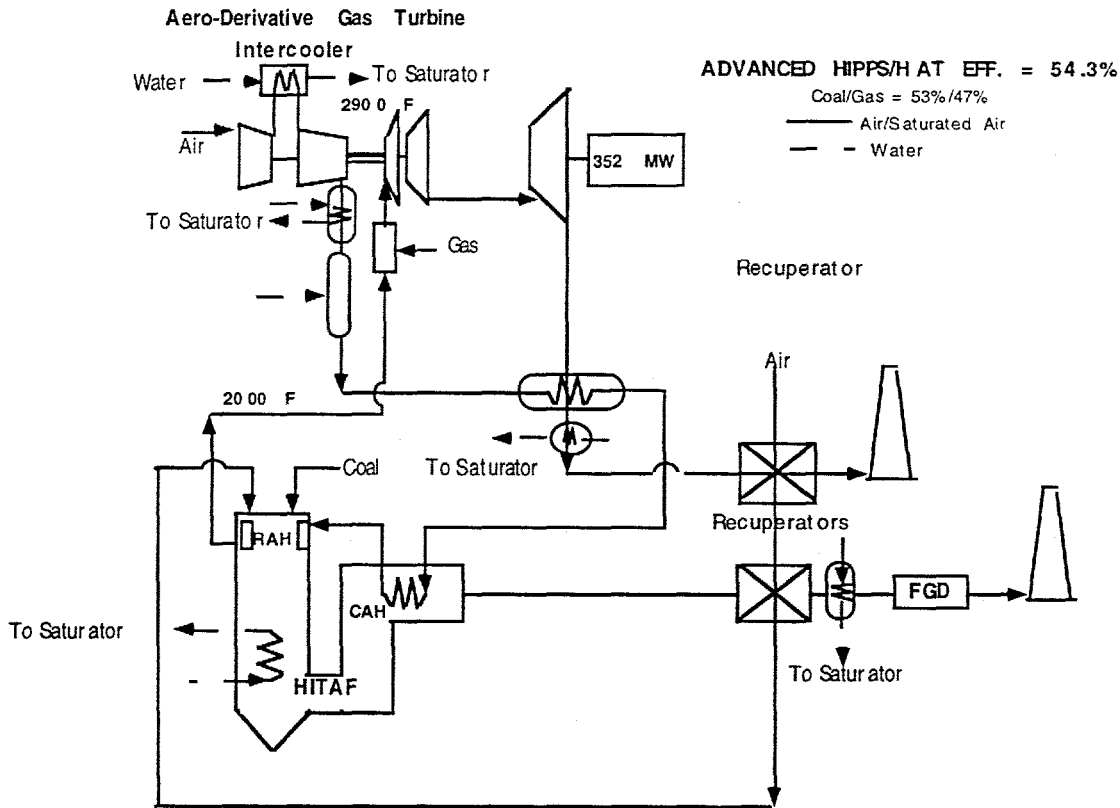 Aero-Derivative Gas Turbine
Intercooler
Water
To Saturator
ADVANCED HIPPS/HAT EFF. = 54.3%
Coal/Gas = 53%/47%
Air/Saturated Air
Water
2900 F
Air
352 MW
To Saturator
Gas
Recuperator
Air
2000 F
To Saturator
Coal
Recuperators
RAH
CAH
FGD
To Saturator
HITAF
To Saturator